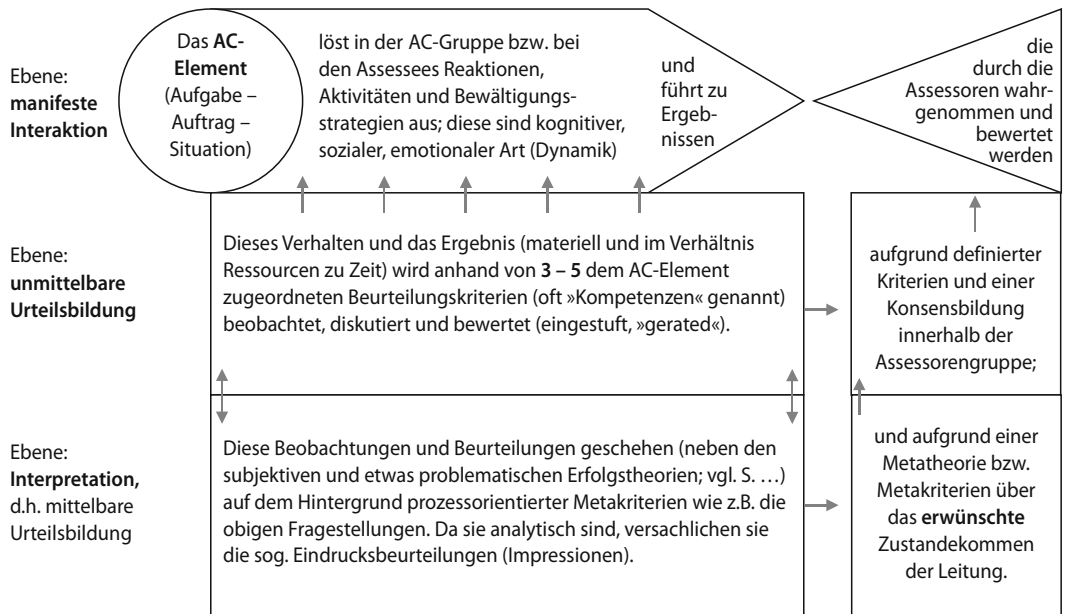 Ebene:
manifeste
Interaktion
Das AC-
Element
(Aufgabe –
Auftrag –
Situation)
löst in der AC-Gruppe bzw. bei
den Assessees Reaktionen,
Aktivitäten und Bewältigungs-
strategien aus; diese sind kognitiver,
sozialer, emotionaler Art (Dynamik)
und
führt zu
Ergeb-
nissen
die
durch die
Assessoren wahr-
genommen und
bewertet
werden
Ebene:
unmittelbare
Urteilsbildung
Dieses Verhalten und das Ergebnis (materiell und im Verhältnis
Ressourcen zu Zeit) wird anhand von 3 – 5 dem AC-Element
zugeordneten Beurteilungskriterien (oft »Kompetenzen« genannt)
beobachtet, diskutiert und bewertet (eingestuft, »gerated«).
aufgrund definierter
Kriterien und einer
Konsensbildung
innerhalb der
Assessorengruppe;
Ebene:
Interpretation,
d.h. mittelbare
Urteilsbildung
Diese Beobachtungen und Beurteilungen geschehen (neben den
subjektiven und etwas problematischen Erfolgstheorien; vgl. S. …)
auf dem Hintergrund prozessorientierter Metakriterien wie z.B. die
obigen Fragestellungen. Da sie analytisch sind, versachlichen sie
die sog. Eindrucksbeurteilungen (Impressionen).
und aufgrund einer
Metatheorie bzw.
Metakriterien über
das erwünschte
Zustandekommen
der Leitung.